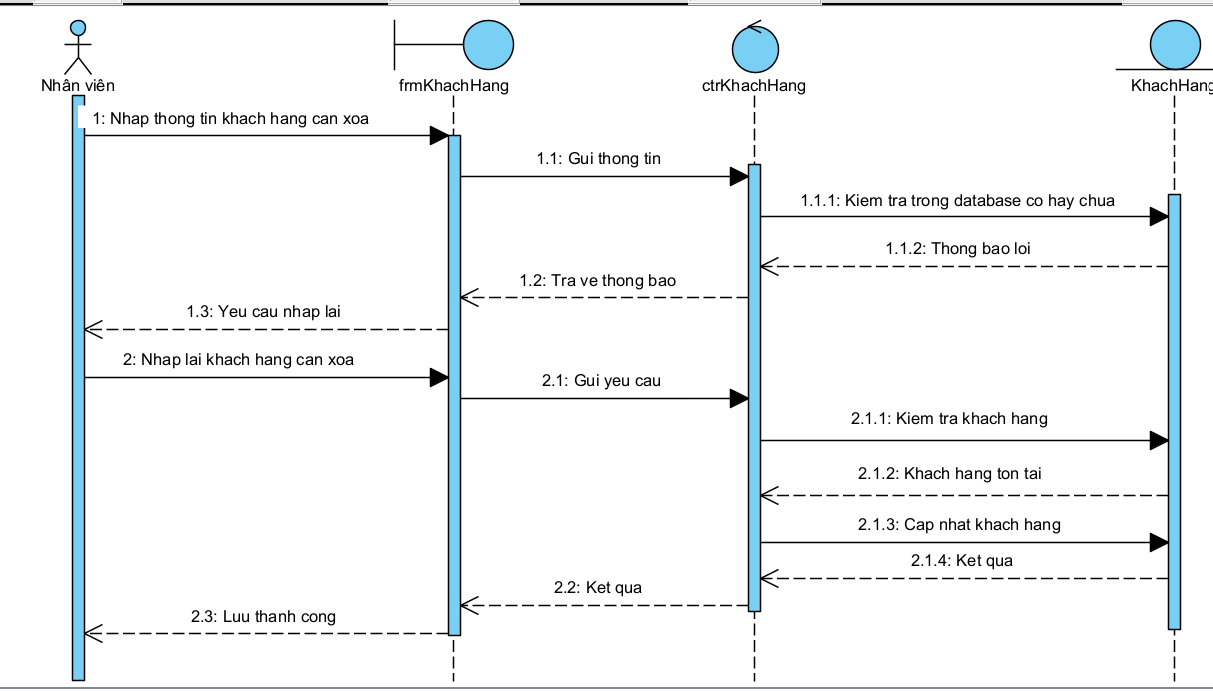 Nhân viên
frmKhachHang
ctrKhachHang
KhachHang
1: Nhap thong tin khach hang can xoa
1.1: Gui thong tin
1.1.1: Kiem tra trong database co hay chua
1.1.2: Thong bao loi
1.2: Tra ve thong bao
1.3: Yeu cau nhap lai
2: Nhap lai khach hang can xoa
2.1: Gui yeu cau
2.1.1: Kiem tra khach hang
2.1.2: Khach hang ton tai
2.1.3: Cap nhat khach hang
2.1.4: Ket qua
2.2: Ket qua
2.3: Luu thanh cong